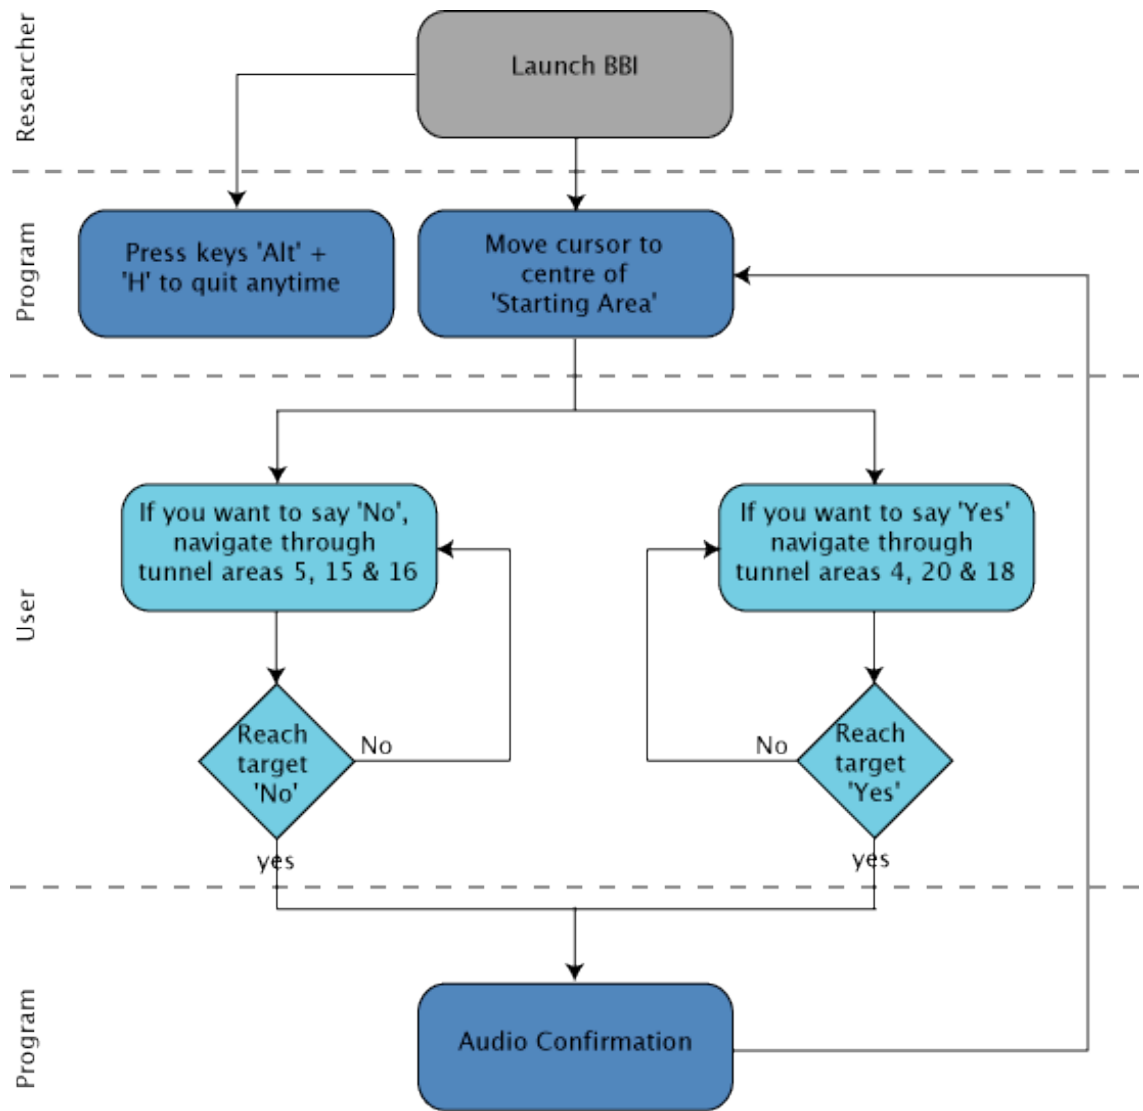 Researcher
Launch BBI
Program
Press keys 'Alt' +
'H' to quit anytime
Move cursor to
centre of
'Starting Area'
User
If you want to say 'No',
navigate through
tunnel areas 5, 15 & 16
If you want to say 'Yes'
navigate through
tunnel areas 4, 20 & 18
Reach
target
'No'
No
yes
No
Reach
target
'Yes'
yes
Program
Audio Confirmation